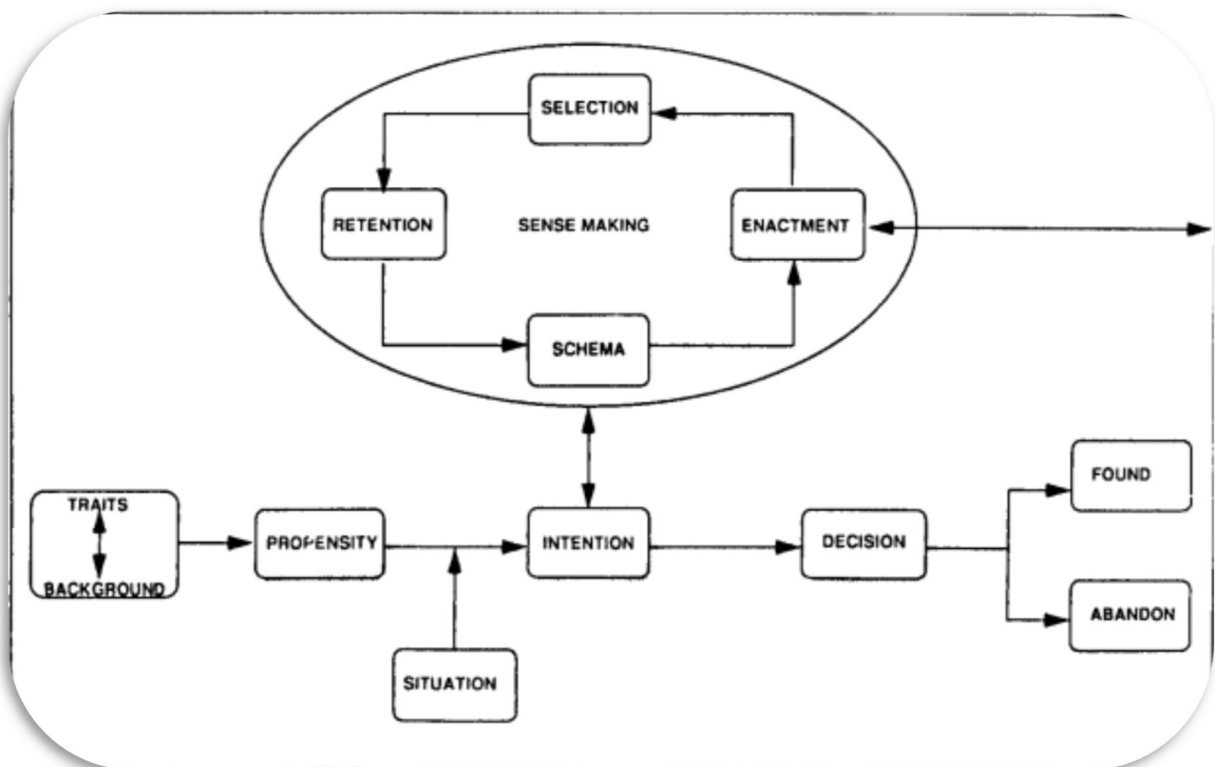 SELECTION
RETENTION
SENSE MAKING
ENACTMENT
SCHEMA
TRAITS
BACKGROUND
PROPENSITY
INTENTION
DECISION
FOUND
ABANDON
SITUATION